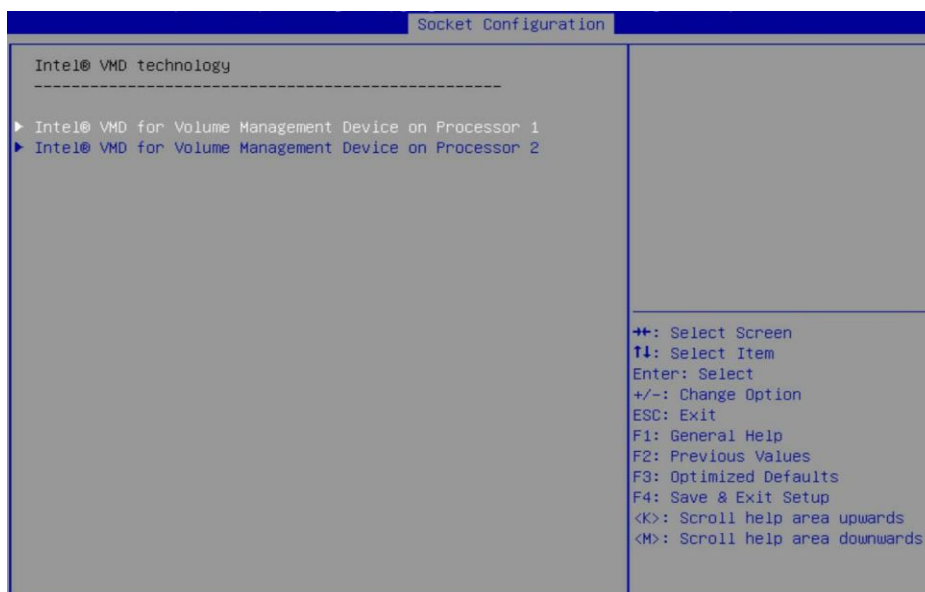 Socket Configuration
Intel® VMD technology
--------------------------------------------------
Intel® VMD for Volume Management Device on Processor 1
Intel® VMD for Volume Management Device on Processor 2
→←: Select Screen
↑↓: Select Item
Enter: Select
+/-: Change Option
ESC: Exit
F1: General Help
F2: Previous Values
F3: Optimized Defaults
F4: Save & Exit Setup
<K>: Scroll help area upwards
<M>: Scroll help area downwards